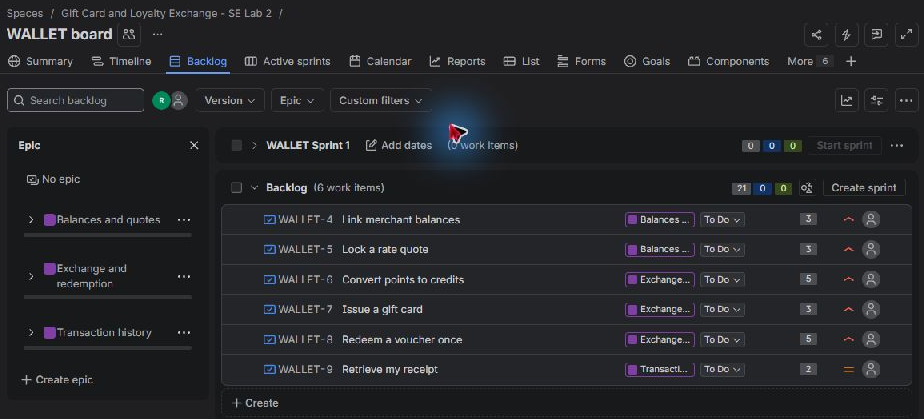 Spaces / Gift Card and Loyalty Exchange - SE Lab 2 /
WALLET board
Summary Timeline Backlog Active sprints Calendar Reports List Forms Goals Components More 6
Search backlog R Version Epic Custom filters
Epic
No epic
Balances and quotes
Exchange and
redemption
Transaction history
Create epic
WALLET Sprint 1 Add dates (0 work items) 0 0 0 Start sprint
Backlog (6 work items) 21 0 0 Create sprint
WALLET-4 Link merchant balances Balances ... To Do 3
WALLET-5 Lock a rate quote Balances ... To Do 3
WALLET-6 Convert points to credits Exchange... To Do 5
WALLET-7 Issue a gift card Exchange... To Do 3
WALLET-8 Redeem a voucher once Exchange... To Do 5
WALLET-9 Retrieve my receipt Transacti... To Do 2
Create